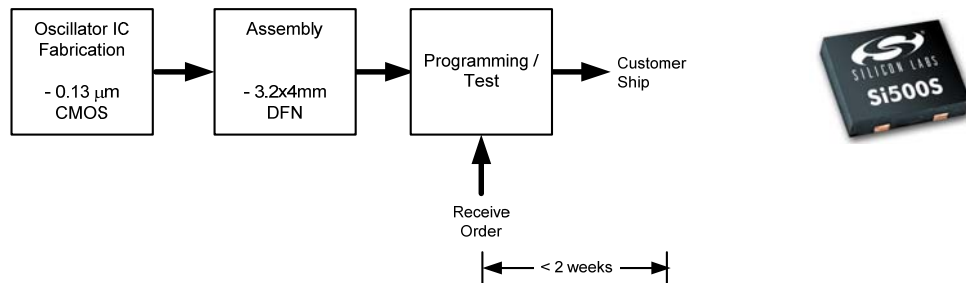 Oscillator IC
Fabrication
- 0.13 μm
CMOS
Assembly
- 3.2x4mm
DFN
Programming /
Test
Customer
Ship
Receive
Order
< 2 weeks
SILICON LABS
Si500S